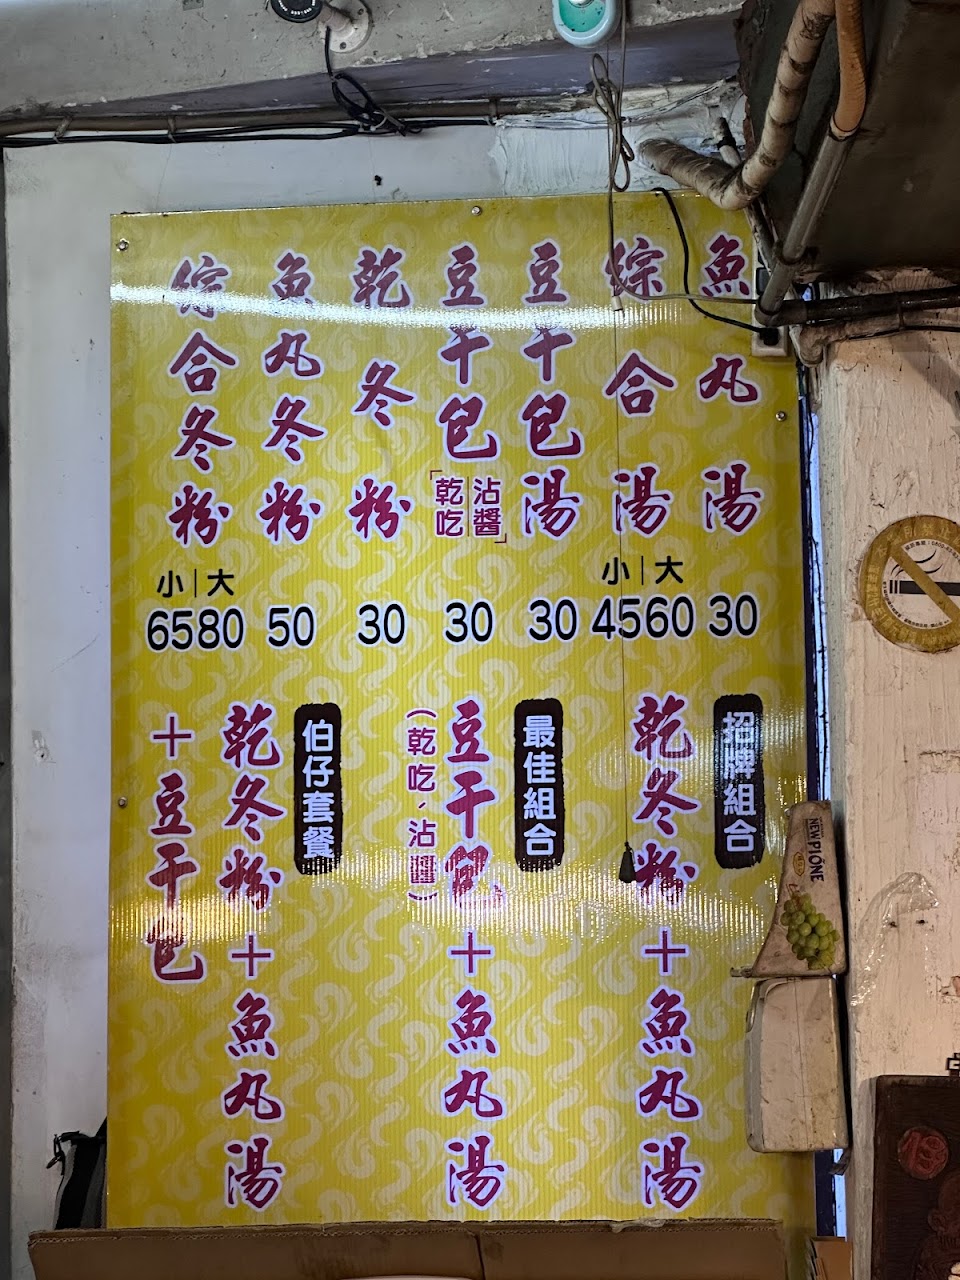 魚丸湯
30
綜合湯
小｜大
4560
豆干包湯
30
豆干包
「沾醬
乾吃」
30
乾冬粉
30
魚丸冬粉
50
綜合冬粉
小｜大
6580
招牌組合
乾冬粉＋魚丸湯
最佳組合
豆干包＋魚丸湯
(乾吃、沾醬)
伯仔套餐
乾冬粉＋魚丸湯
＋豆干包
NEW PIONE